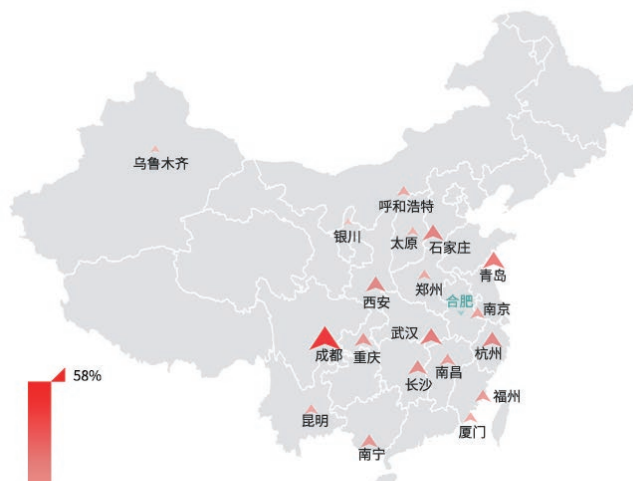 乌鲁木齐
呼和浩特
银川
太原
石家庄
青岛
郑州
西安
合肥
南京
武汉
成都
重庆
杭州
长沙
南昌
58%
福州
昆明
厦门
南宁